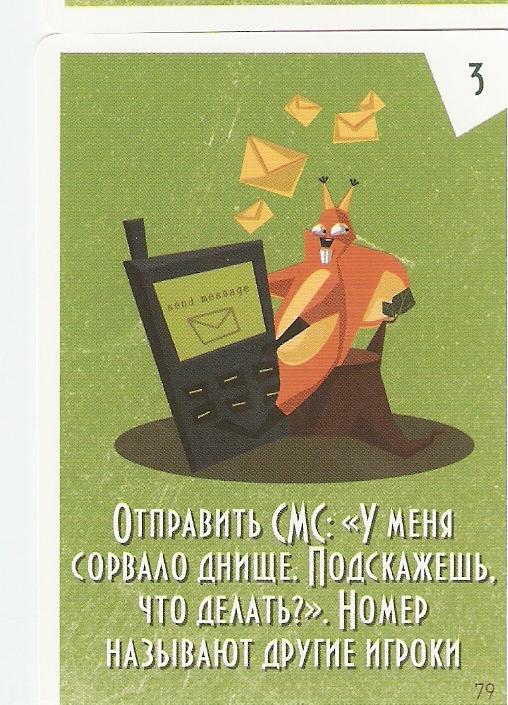 3
send message
Отправить СМС: «У меня
сорвало днище. Подскажешь,
что делать?». Номер
называют другие игроки
79